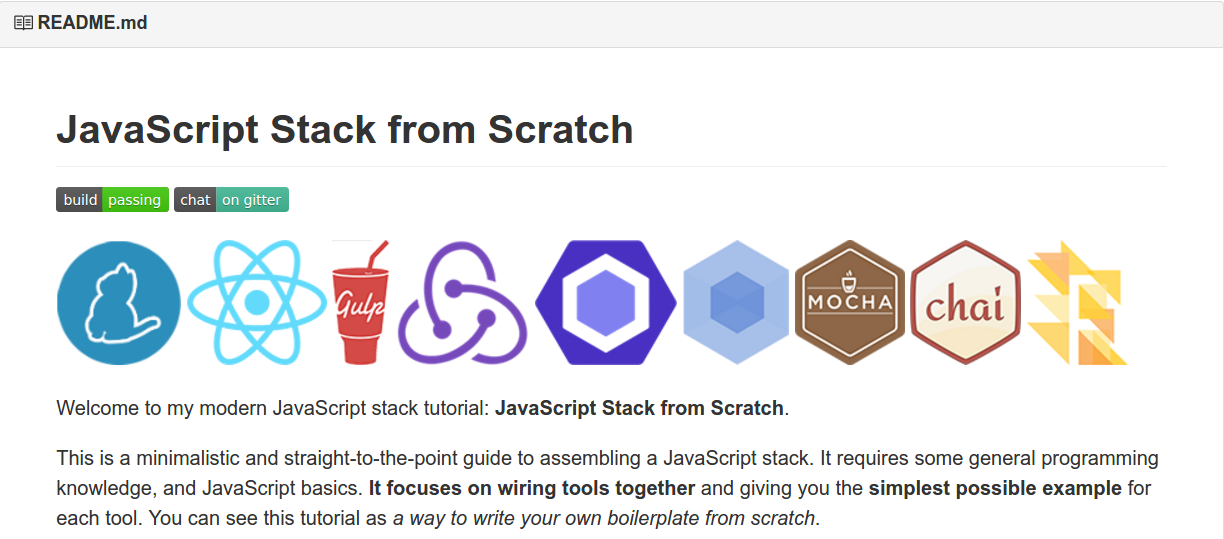 README.md
JavaScript Stack from Scratch
build passing chat on gitter
Gulp MOCHA chai
Welcome to my modern JavaScript stack tutorial: JavaScript Stack from Scratch.
This is a minimalistic and straight-to-the-point guide to assembling a JavaScript stack. It requires some general programming
knowledge, and JavaScript basics. It focuses on wiring tools together and giving you the simplest possible example for
each tool. You can see this tutorial as a way to write your own boilerplate from scratch.